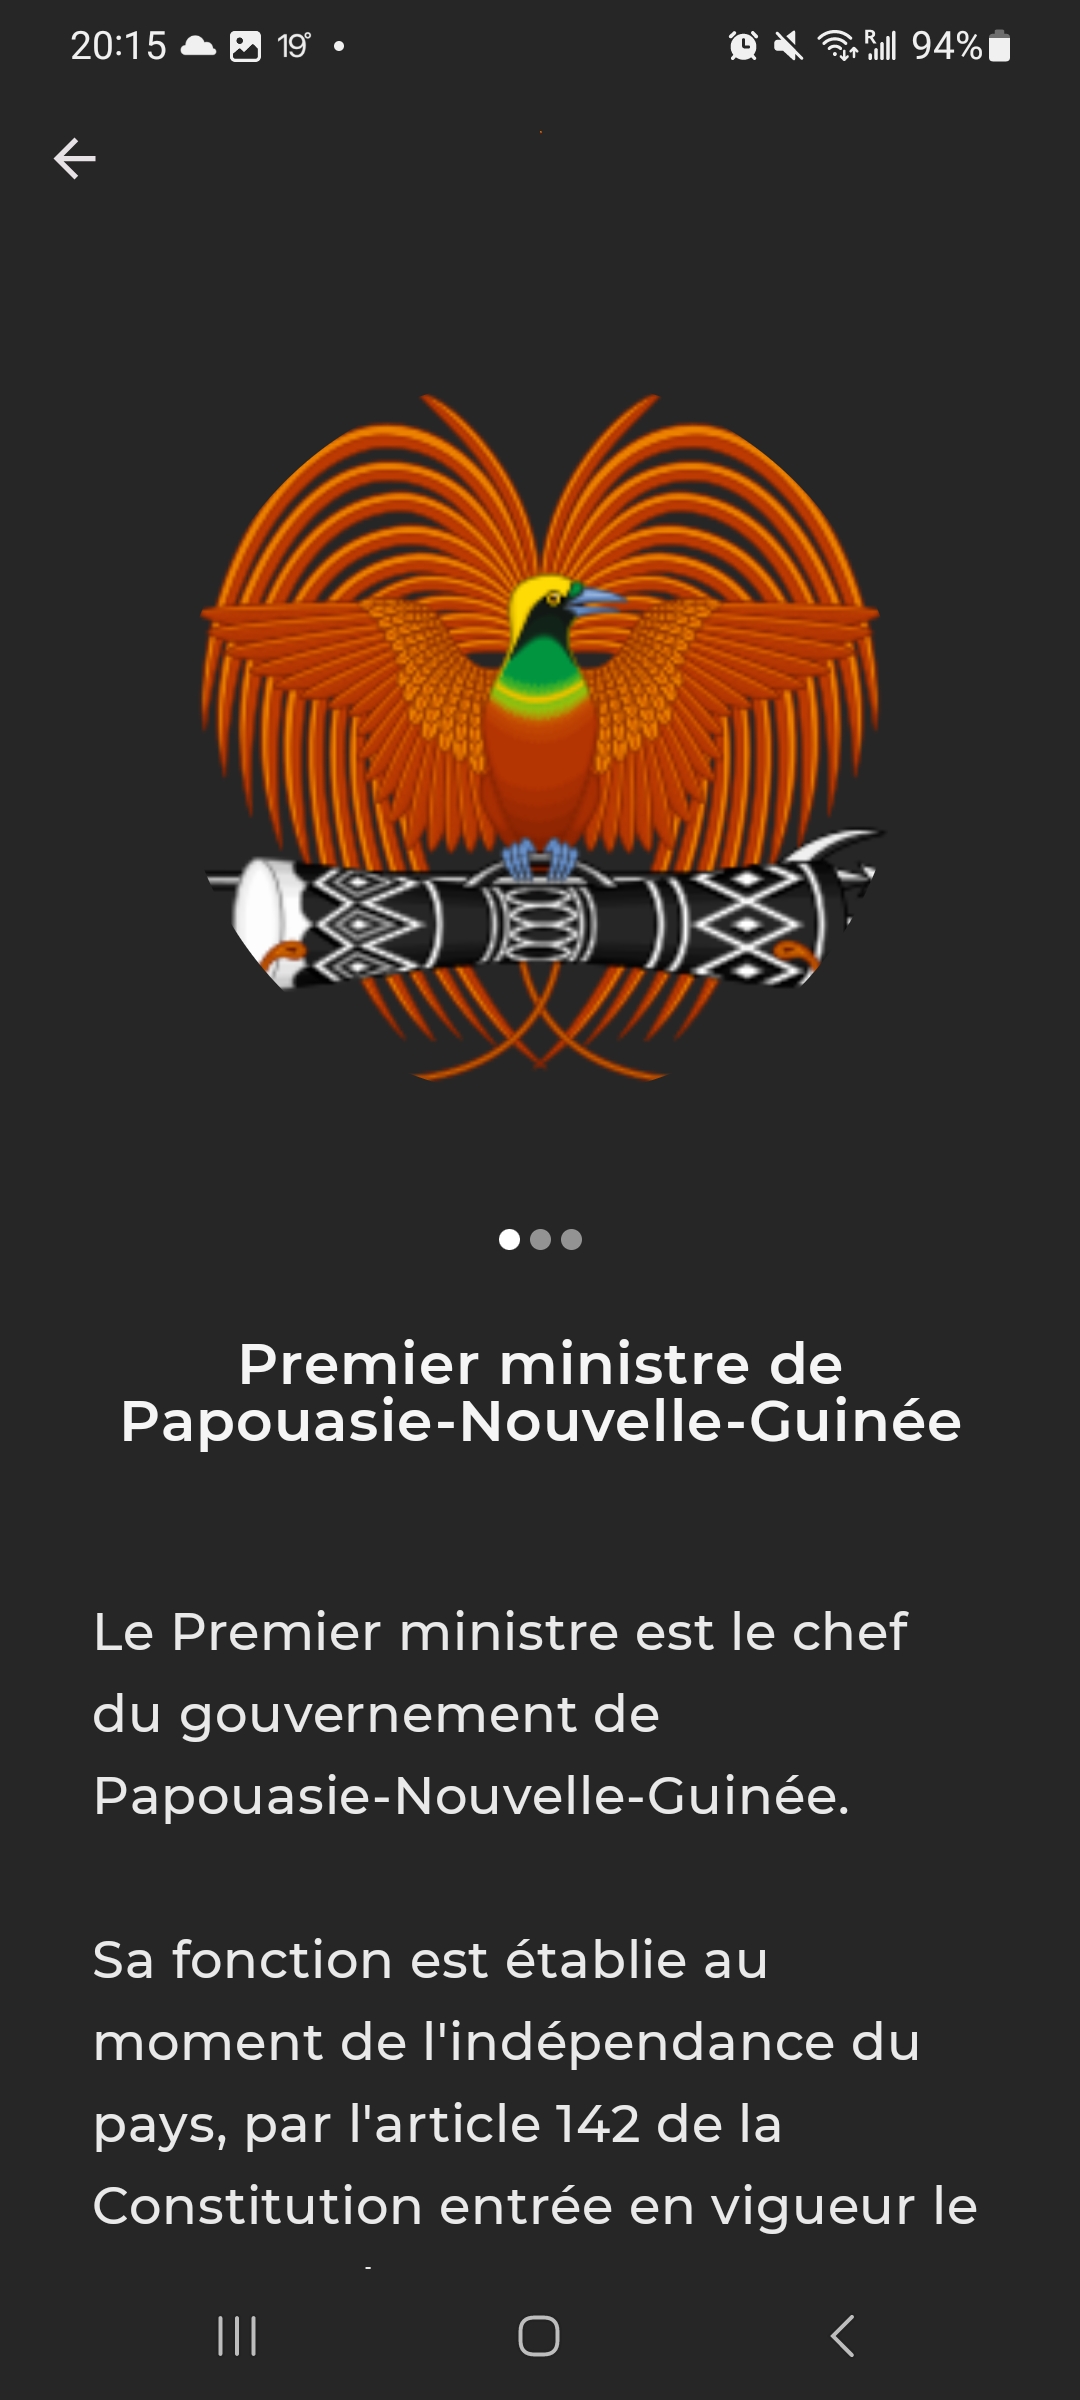 20:15 19° R 94%
Premier ministre de
Papouasie-Nouvelle-Guinée
Le Premier ministre est le chef
du gouvernement de
Papouasie-Nouvelle-Guinée.
Sa fonction est établie au
moment de l'indépendance du
pays, par l'article 142 de la
Constitution entrée en vigueur le